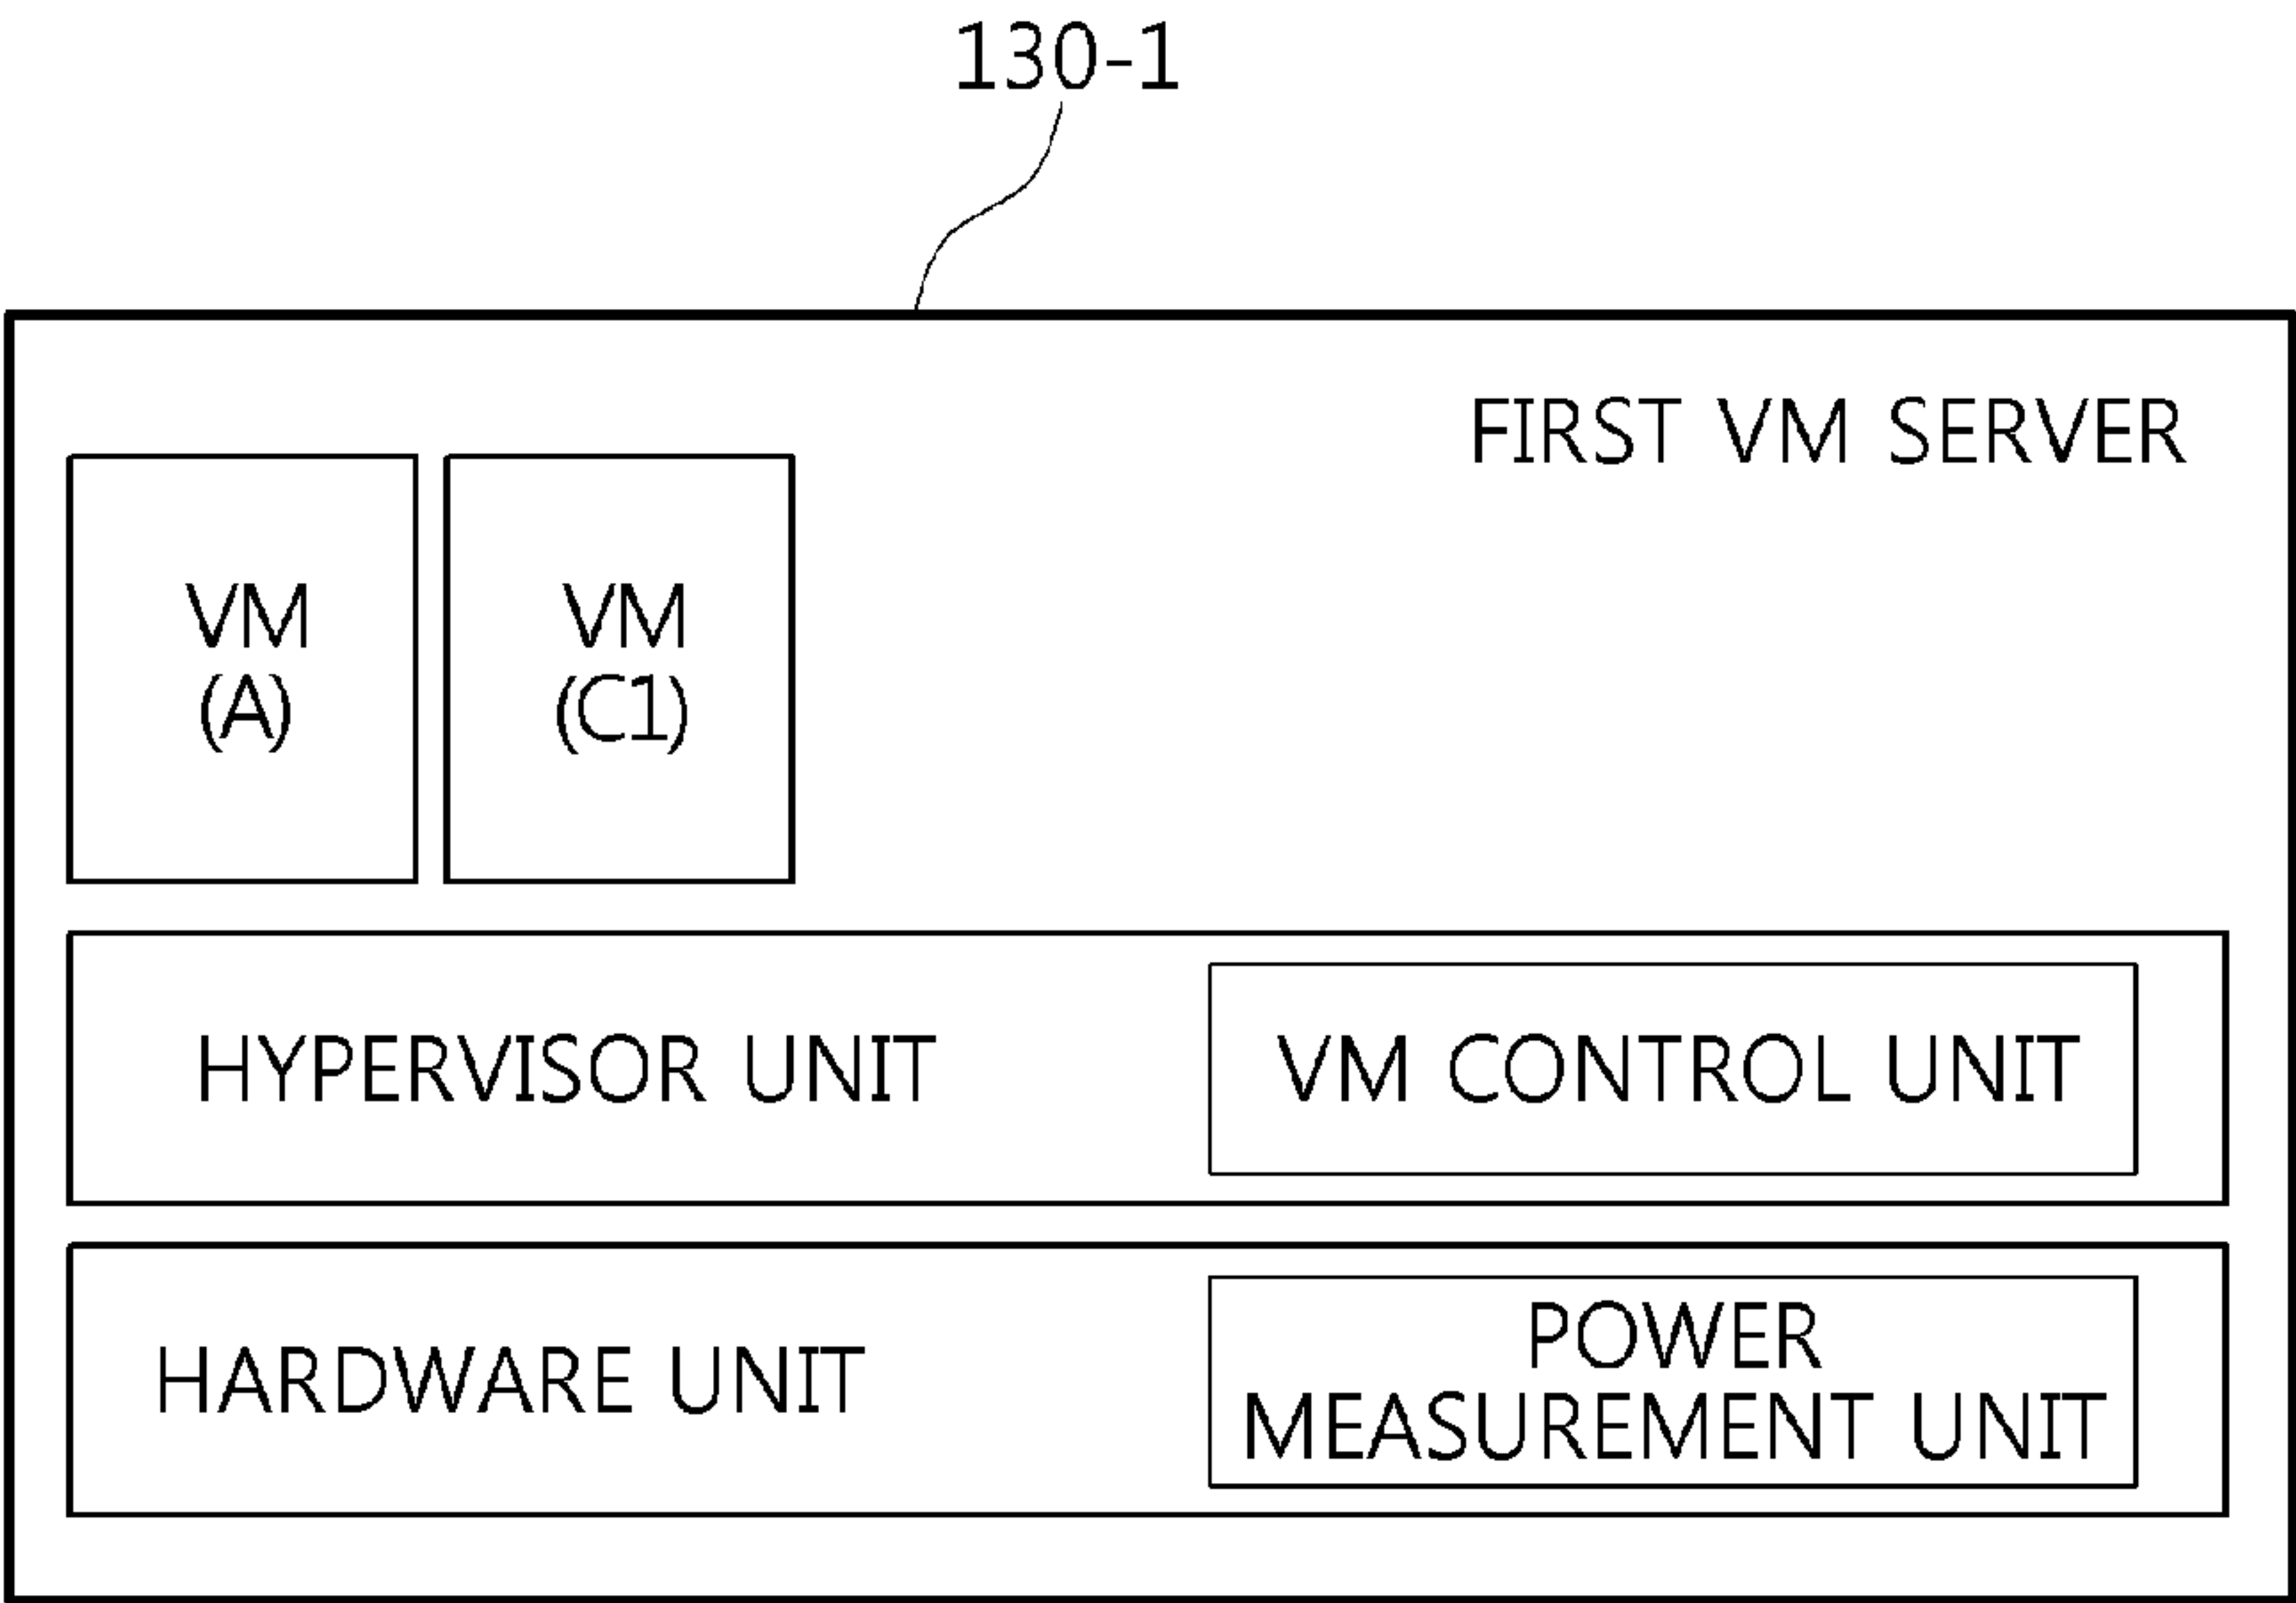 130-1
FIRST VM SERVER
VM
(A)
VM
(C1)
HYPERVISOR UNIT
VM CONTROL UNIT
HARDWARE UNIT
POWER
MEASUREMENT UNIT